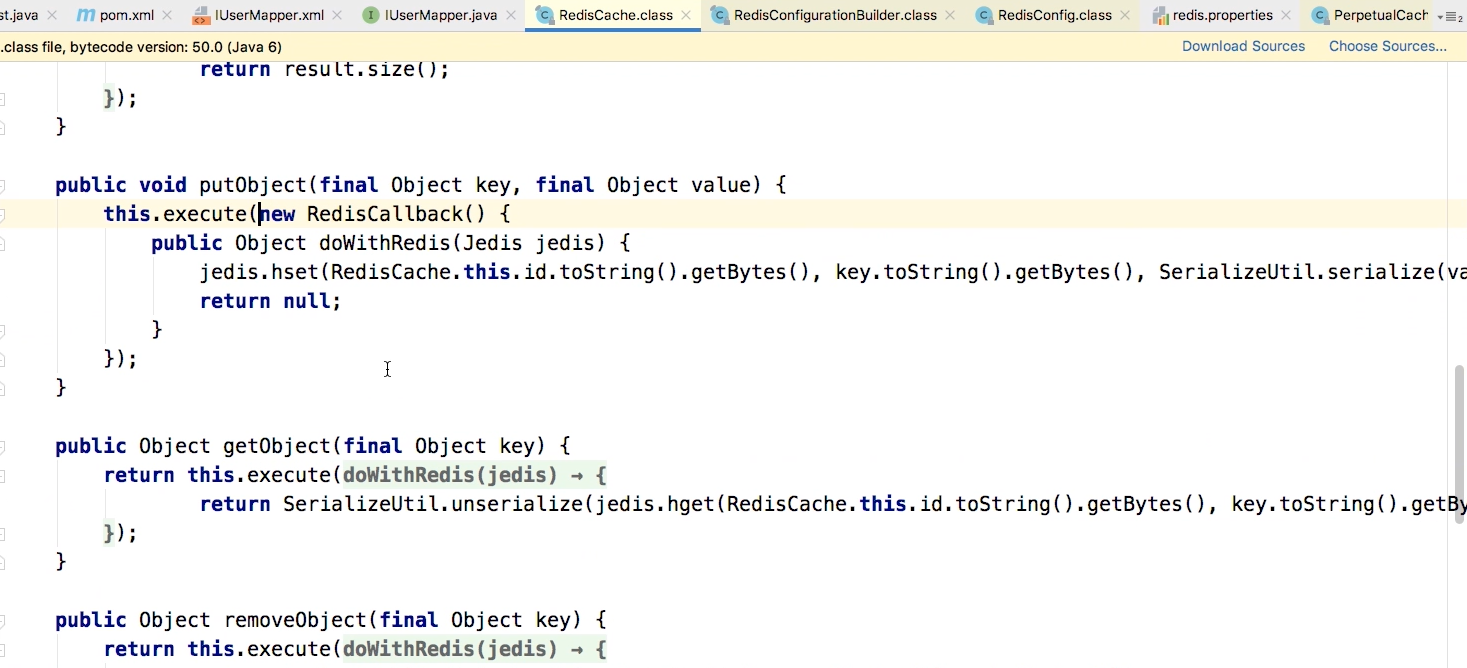 st.java × pom.xml × IUserMapper.xml × IUserMapper.java × RedisCache.class × RedisConfigurationBuilder.class × RedisConfig.class × redis.properties × PerpetualCach
.class file, bytecode version: 50.0 (Java 6) Download Sources Choose Sources...
return result.size();
});
}
public void putObject(final Object key, final Object value) {
this.execute(new RedisCallback() {
public Object doWithRedis(Jedis jedis) {
jedis.hset(RedisCache.this.id.toString().getBytes(), key.toString().getBytes(), SerializeUtil.serialize(va
return null;
}
});
}
public Object getObject(final Object key) {
return this.execute(doWithRedis(jedis) → {
return SerializeUtil.unserialize(jedis.hget(RedisCache.this.id.toString().getBytes(), key.toString().getBy
});
}
public Object removeObject(final Object key) {
return this.execute(doWithRedis(jedis) → {